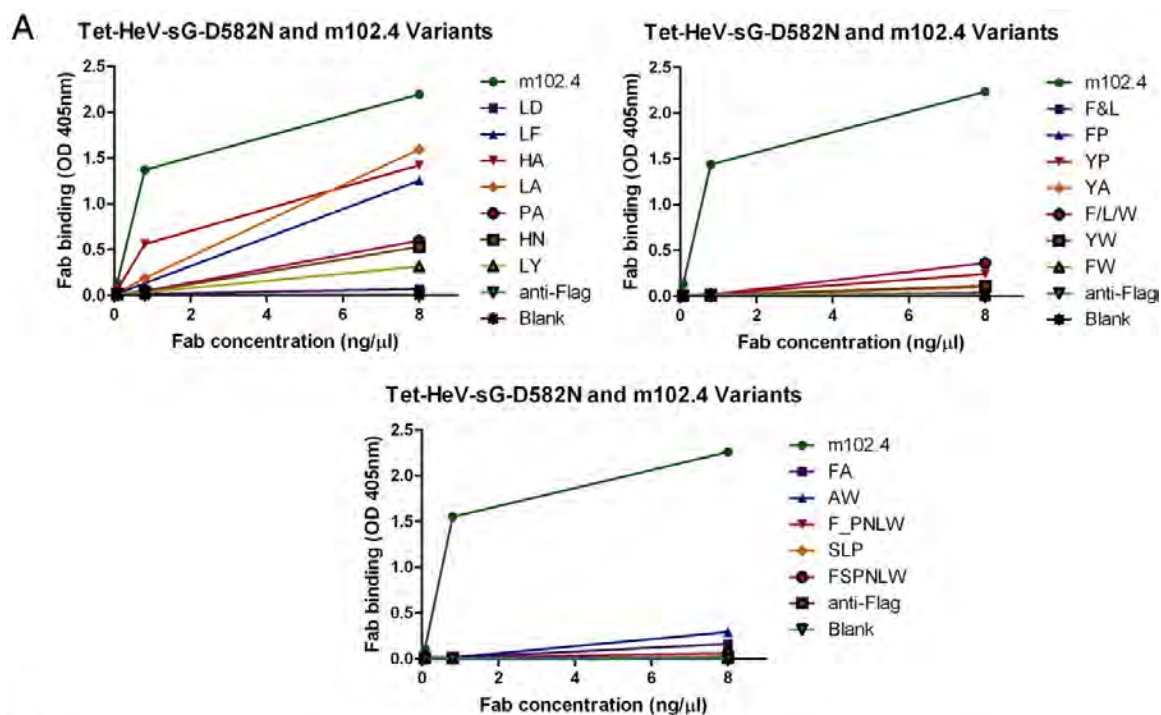 A
Tet-HeV-sG-D582N and m102.4 Variants
Fab binding (OD 405nm)
2.5
2.0
1.5
1.0
0.5
0.0
0
2
4
6
8
Fab concentration (ng/μl)
m102.4
LD
LF
HA
LA
PA
HN
LY
anti-Flag
Blank
Tet-HeV-sG-D582N and m102.4 Variants
Fab binding (OD 405nm)
2.5
2.0
1.5
1.0
0.5
0.0
0
2
4
6
8
Fab concentration (ng/μl)
m102.4
F&L
FP
YP
YA
F/L/W
YW
FW
anti-Flag
Blank
Tet-HeV-sG-D582N and m102.4 Variants
Fab binding (OD 405nm)
2.5
2.0
1.5
1.0
0.5
0.0
0
2
4
6
8
Fab concentration (ng/μl)
m102.4
FA
AW
F_PNLW
SLP
FSPNLW
anti-Flag
Blank